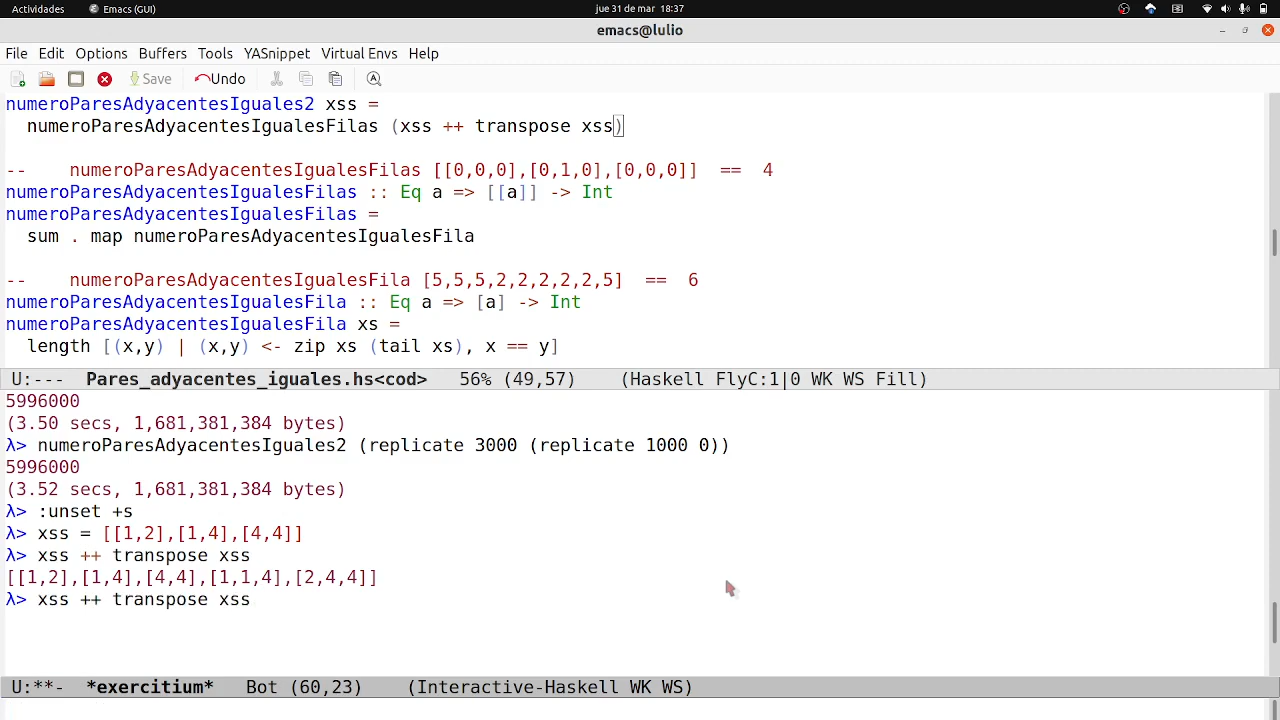 Actividades Emacs (GUI) jue 31 de mar 18:37
emacs@lulio
File Edit Options Buffers Tools YASnippet Virtual Envs Help
Save Undo
numeroParesAdyacentesIguales2 xss =
  numeroParesAdyacentesIgualesFilas (xss ++ transpose xss)
--    numeroParesAdyacentesIgualesFilas [[0,0,0],[0,1,0],[0,0,0]]  ==  4
numeroParesAdyacentesIgualesFilas :: Eq a => [[a]] -> Int
numeroParesAdyacentesIgualesFilas =
  sum . map numeroParesAdyacentesIgualesFila
--    numeroParesAdyacentesIgualesFila [5,5,5,2,2,2,2,2,5]  ==  6
numeroParesAdyacentesIgualesFila :: Eq a => [a] -> Int
numeroParesAdyacentesIgualesFila xs =
  length [(x,y) | (x,y) <- zip xs (tail xs), x == y]
U:---  Pares_adyacentes_iguales.hs<cod>   56% (49,57)    (Haskell FlyC:1|0 WK WS Fill)
5996000
(3.50 secs, 1,681,381,384 bytes)
λ> numeroParesAdyacentesIguales2 (replicate 3000 (replicate 1000 0))
5996000
(3.52 secs, 1,681,381,384 bytes)
λ> :unset +s
λ> xss = [[1,2],[1,4],[4,4]]
λ> xss ++ transpose xss
[[1,2],[1,4],[4,4],[1,1,4],[2,4,4]]
λ> xss ++ transpose xss
U:**-  *exercitium*   Bot (60,23)    (Interactive-Haskell WK WS)